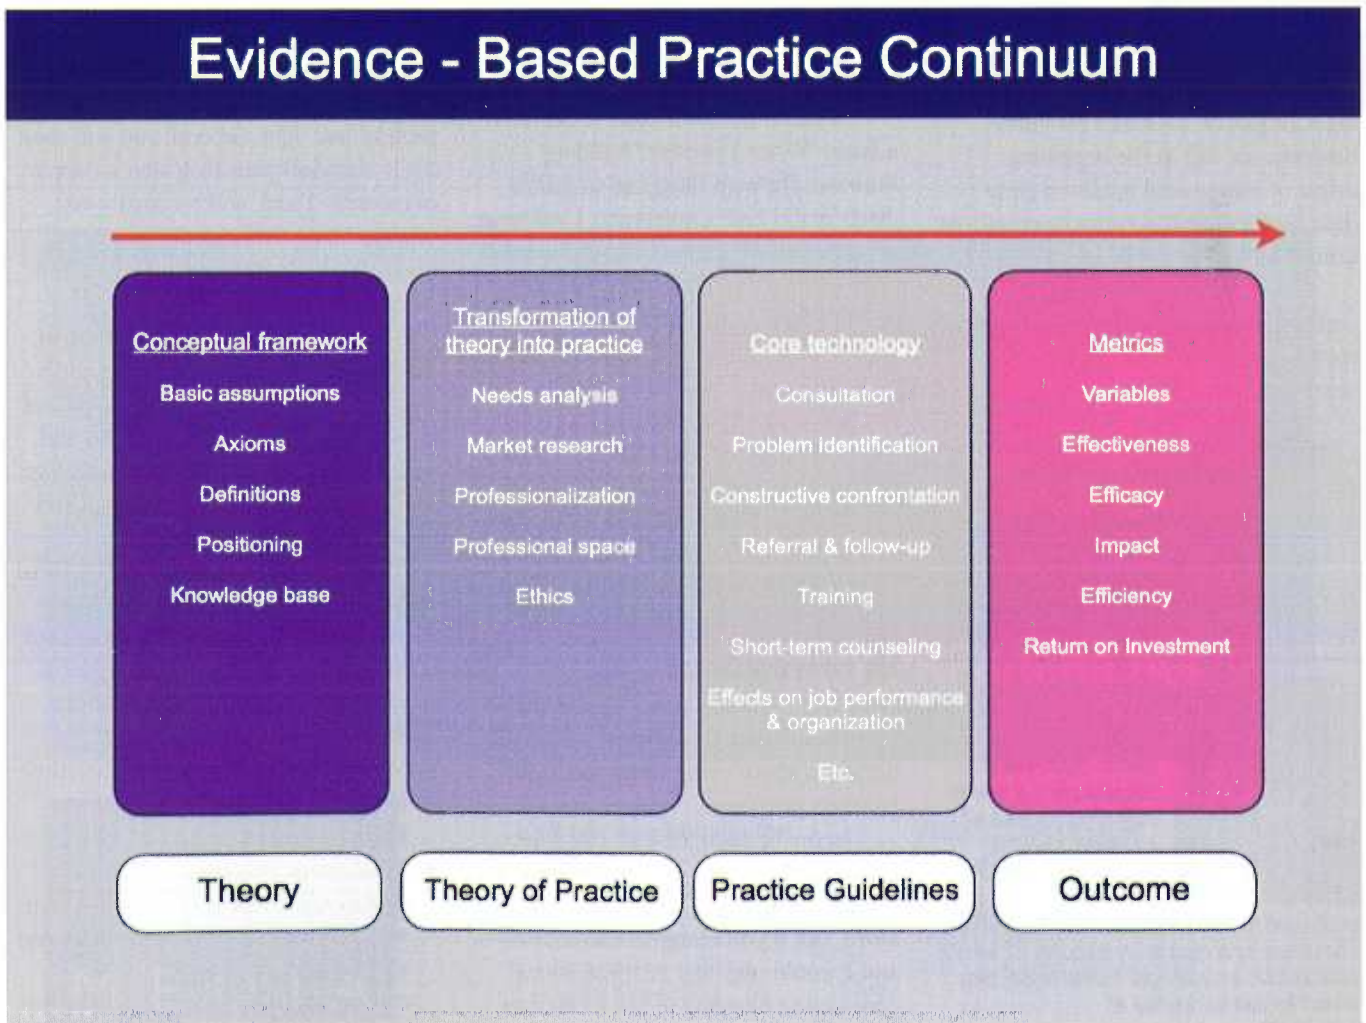 Evidence - Based Practice Continuum
Conceptual framework
Basic assumptions
Axioms
Definitions
Positioning
Knowledge base
Transformation of
theory into practice
Needs analysis
Market research
Professionalization
Professional space
Ethics
Core technology
Consultation
Problem identification
Constructive confrontation
Referral & follow-up
Training
Short-term counseling
Effects on job performance
& organization
Etc.
Metrics
Variables
Effectiveness
Efficacy
Impact
Efficiency
Return on Investment
Theory
Theory of Practice
Practice Guidelines
Outcome